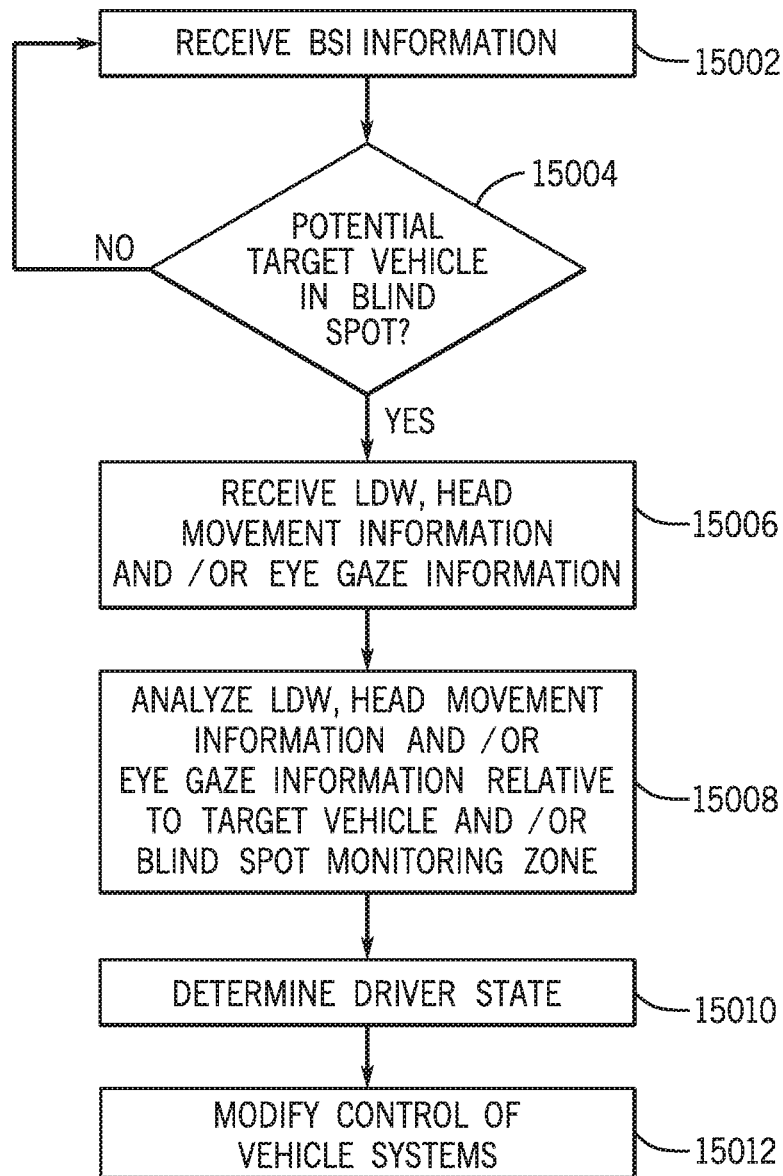 RECEIVE BSI INFORMATION
15002
15004
POTENTIAL
TARGET VEHICLE
IN BLIND
SPOT?
NO
YES
RECEIVE LDW, HEAD
MOVEMENT INFORMATION
AND /OR EYE GAZE INFORMATION
15006
ANALYZE LDW, HEAD MOVEMENT
INFORMATION AND /OR
EYE GAZE INFORMATION RELATIVE
TO TARGET VEHICLE AND /OR
BLIND SPOT MONITORING ZONE
15008
DETERMINE DRIVER STATE
15010
MODIFY CONTROL OF
VEHICLE SYSTEMS
15012